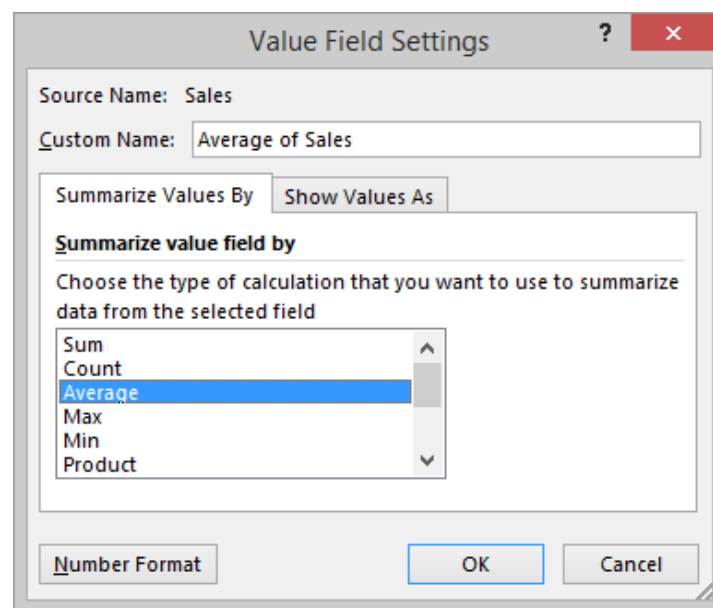 Value Field Settings
?
Source Name: Sales
Custom Name: Average of Sales
Summarize Values By Show Values As
Summarize value field by
Choose the type of calculation that you want to use to summarize
data from the selected field
Sum
Count
Average
Max
Min
Product
Number Format OK Cancel